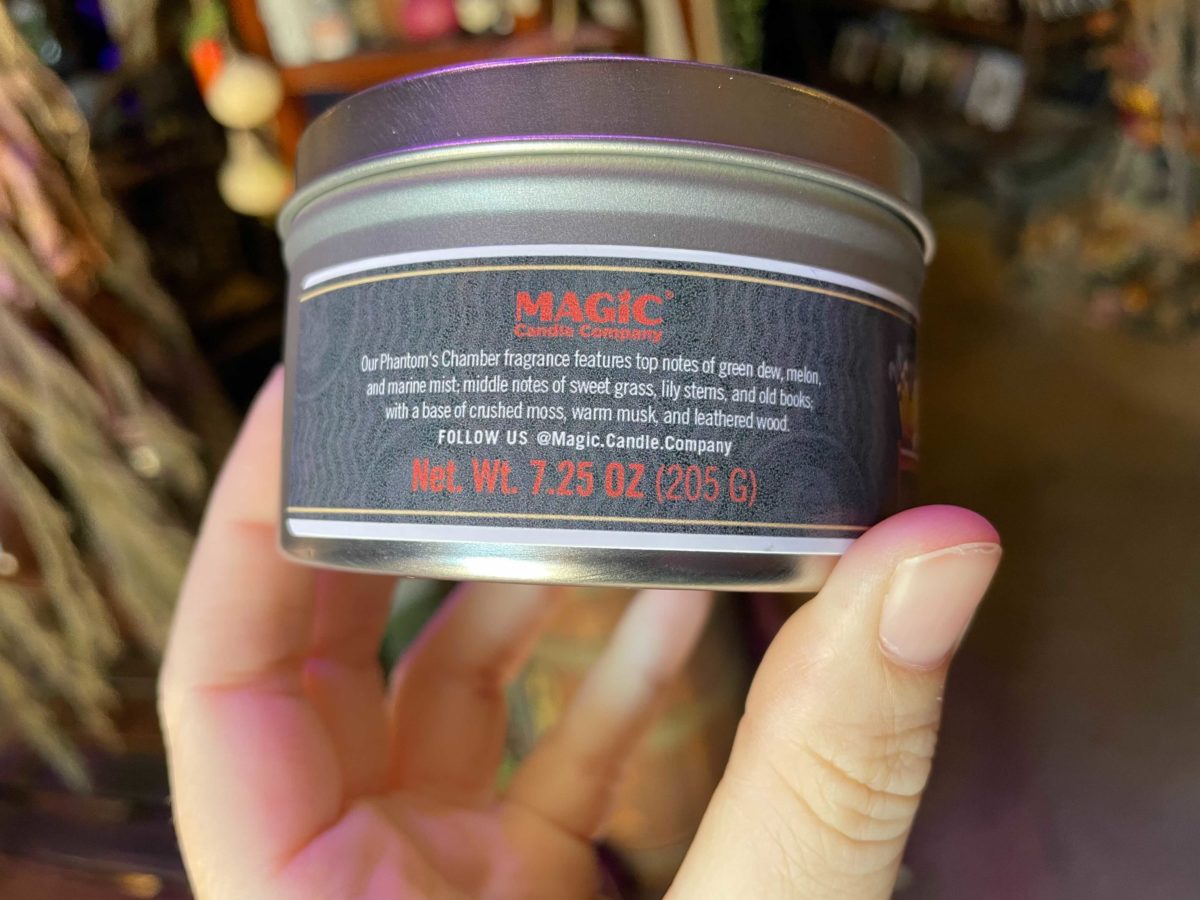 MAGiC®
Candle Company
Our Phantom's Chamber fragrance features top notes of green dew, melon,
and marine mist; middle notes of sweet grass, lily stems, and old books;
with a base of crushed moss, warm musk, and leathered wood.
FOLLOW US @Magic.Candle.Company
Net. Wt. 7.25 OZ (205 G)